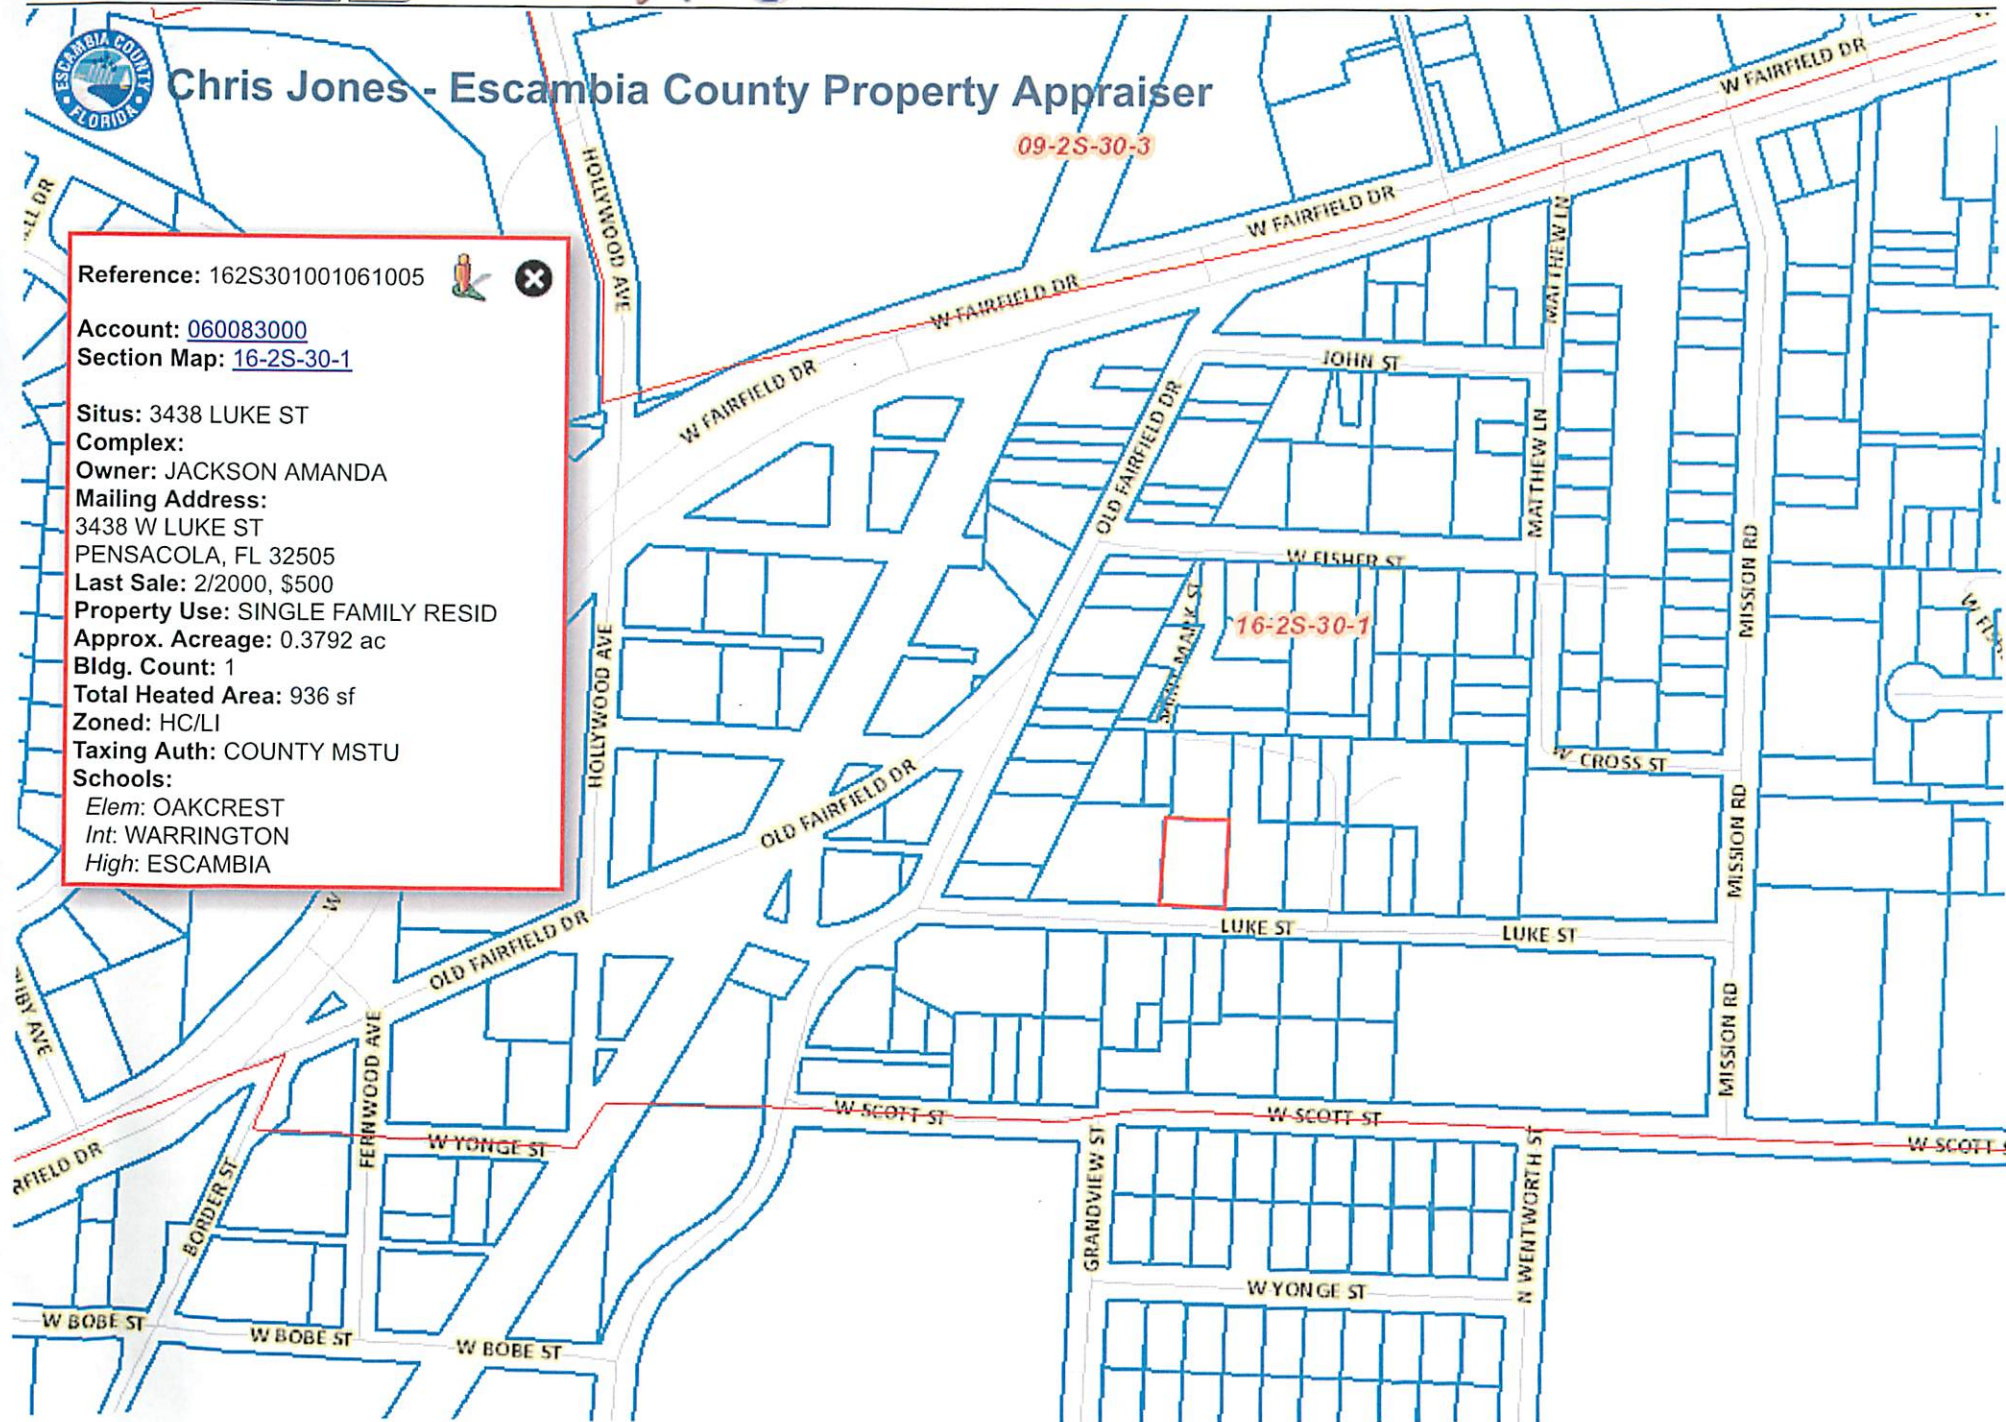 ESCAMBIA COUNTY
FLORIDA
Chris Jones - Escambia County Property Appraiser
09-2S-30-3
Reference: 162S301001061005
Account: 060083000
Section Map: 16-2S-30-1
Situs: 3438 LUKE ST
Complex:
Owner: JACKSON AMANDA
Mailing Address:
3438 W LUKE ST
PENSACOLA, FL 32505
Last Sale: 2/2000, $500
Property Use: SINGLE FAMILY RESID
Approx. Acreage: 0.3792 ac
Bldg. Count: 1
Total Heated Area: 936 sf
Zoned: HC/LI
Taxing Auth: COUNTY MSTU
Schools:
Elem: OAKCREST
Int: WARRINGTON
High: ESCAMBIA
W FAIRFIELD DR
W FAIRFIELD DR
W FAIRFIELD DR
W FAIRFIELD DR
HOLLYWOOD AVE
HOLLYWOOD AVE
MATTHEW LN
MATTHEW LN
JOHN ST
OLD FAIRFIELD DR
OLD FAIRFIELD DR
OLD FAIRFIELD DR
W FISHER ST
16-2S-30-1
MISSION RD
MISSION RD
MISSION RD
W CROSS ST
LUKE ST
LUKE ST
FERNWOOD AVE
W SCOTT ST
W SCOTT ST
W SCOTT S
W YONGE ST
BORDER ST
GRANDVIEW ST
N WENTWORTH ST
W YONGE ST
W BOBE ST
W BOBE ST
W BOBE ST
RFIELD DR